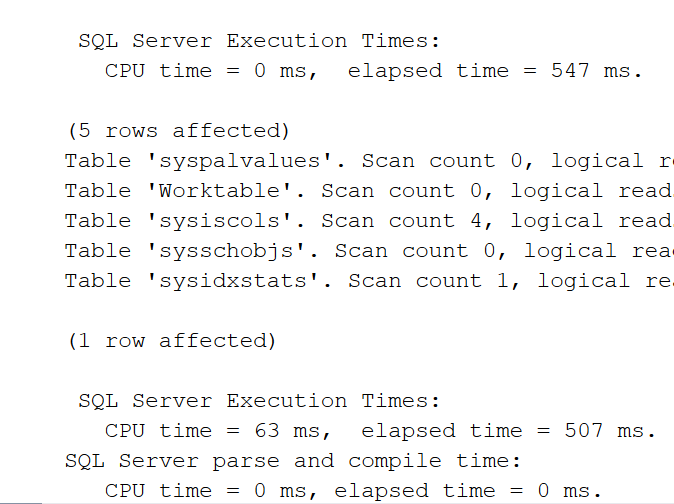 SQL Server Execution Times:
CPU time = 0 ms,  elapsed time = 547 ms.
(5 rows affected)
Table 'syspalvalues'. Scan count 0, logical
Table 'Worktable'. Scan count 0, logical read
Table 'sysiscols'. Scan count 4, logical read
Table 'sysschobjs'. Scan count 0, logical
Table 'sysidxstats'. Scan count 1, logical
(1 row affected)
SQL Server Execution Times:
CPU time = 63 ms,  elapsed time = 507 ms.
SQL Server parse and compile time:
CPU time = 0 ms, elapsed time = 0 ms.